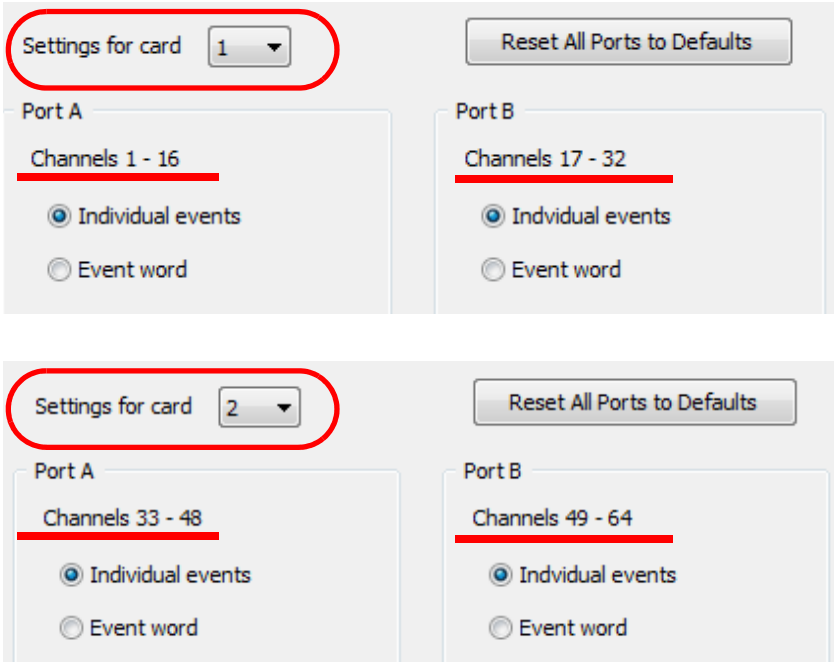 Settings for card 1 Reset All Ports to Defaults
Port A Port B
Channels 1 - 16 Channels 17 - 32
Individual events Indvidual events
Event word Event word
Settings for card 2 Reset All Ports to Defaults
Port A Port B
Channels 33 - 48 Channels 49 - 64
Individual events Indvidual events
Event word Event word